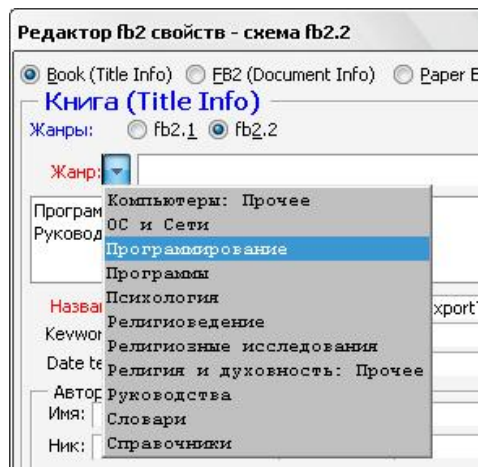 Редактор fb2 свойств - схема fb2.2
Book (Title Info) FB2 (Document Info) Paper
Книга (Title Info)
Жанры: fb2.1 fb2.2
Жанр:
Компьютеры: Прочее
ОС и Сети
Программирование
Программы
Психология
Религиоведение
Религиозные исследования
Религия и духовность: Прочее
Руководства
Словари
Справочники
Програм
Руковод
Назва
xport
Keywor
Date te
Автор
Имя:
Ник: